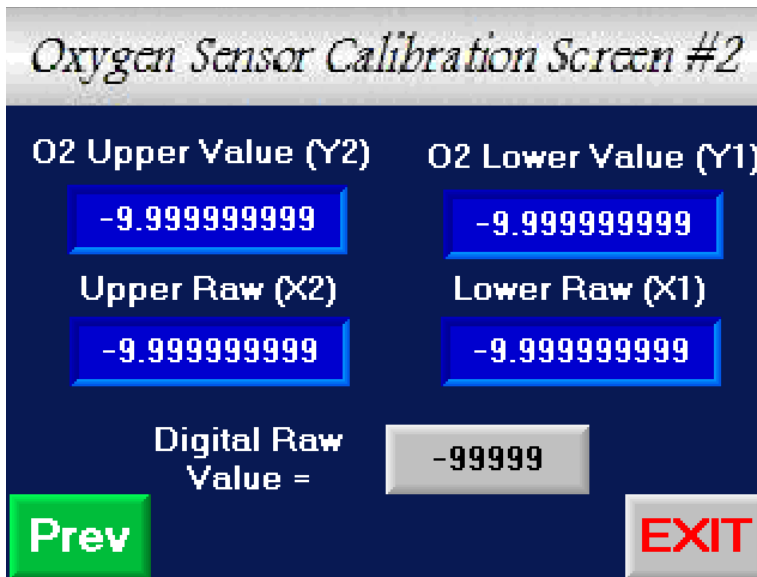 Oxygen Sensor Calibration Screen #2
O2 Upper Value (Y2)
O2 Lower Value (Y1)
-9.999999999
-9.999999999
Upper Raw (X2)
Lower Raw (X1)
-9.999999999
-9.999999999
Digital Raw
Value =
-99999
Prev
EXIT